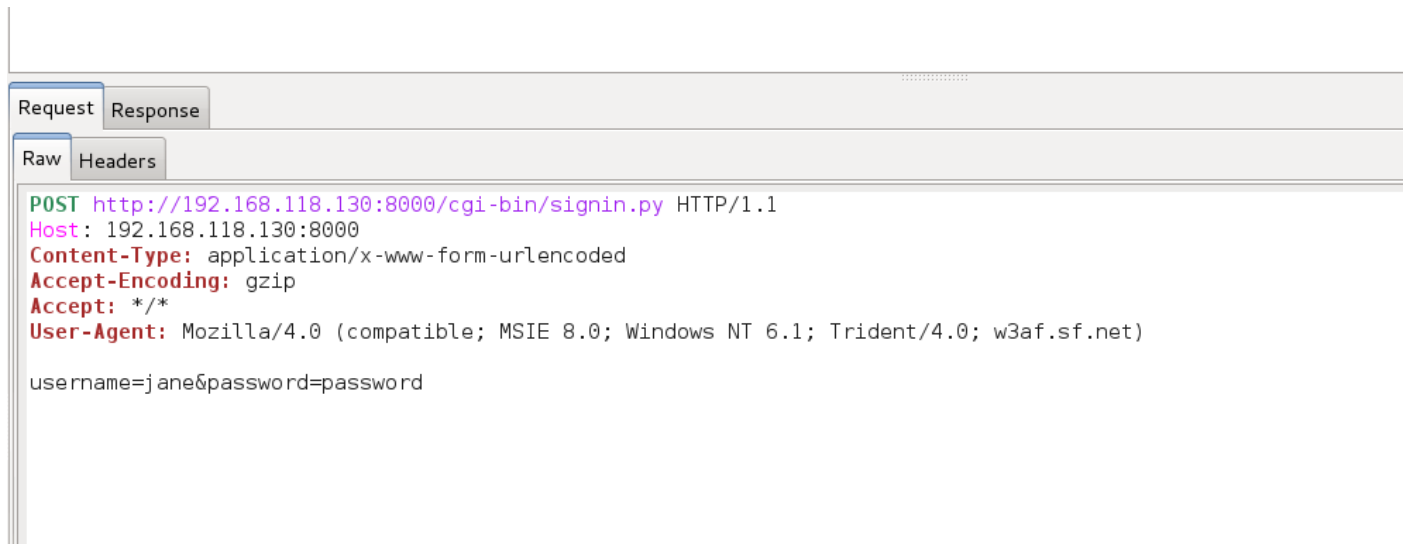 Request Response
Raw Headers
POST http://192.168.118.130:8000/cgi-bin/signin.py HTTP/1.1
Host: 192.168.118.130:8000
Content-Type: application/x-www-form-urlencoded
Accept-Encoding: gzip
Accept: */*
User-Agent: Mozilla/4.0 (compatible; MSIE 8.0; Windows NT 6.1; Trident/4.0; w3af.sf.net)
username=jane&password=password